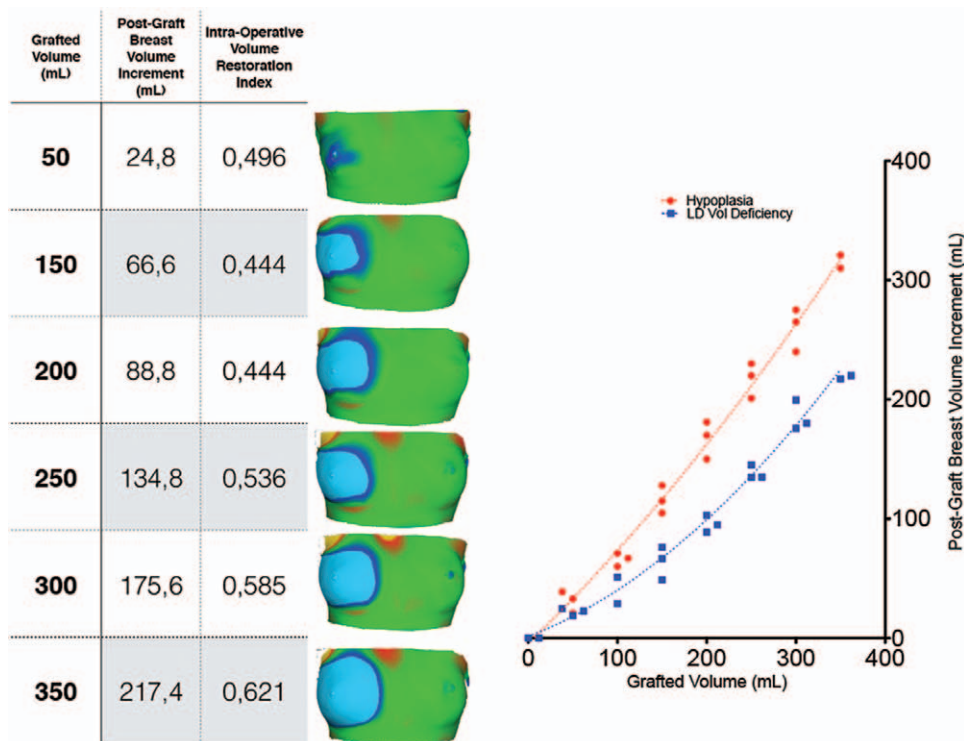 Grafted
Volume
(mL)
Post-Graft
Breast
Volume
Increment
(mL)
Intra-Operative
Volume
Restoration
Index
50 24,8 0,496
150 66,6 0,444
200 88,8 0,444
250 134,8 0,536
300 175,6 0,585
350 217,4 0,621
Hypoplasia
LD Vol Deficiency
400
300
200
100
0
Post-Graft Breast Volume Increment (mL)
0 100 200 300 400
Grafted Volume (mL)